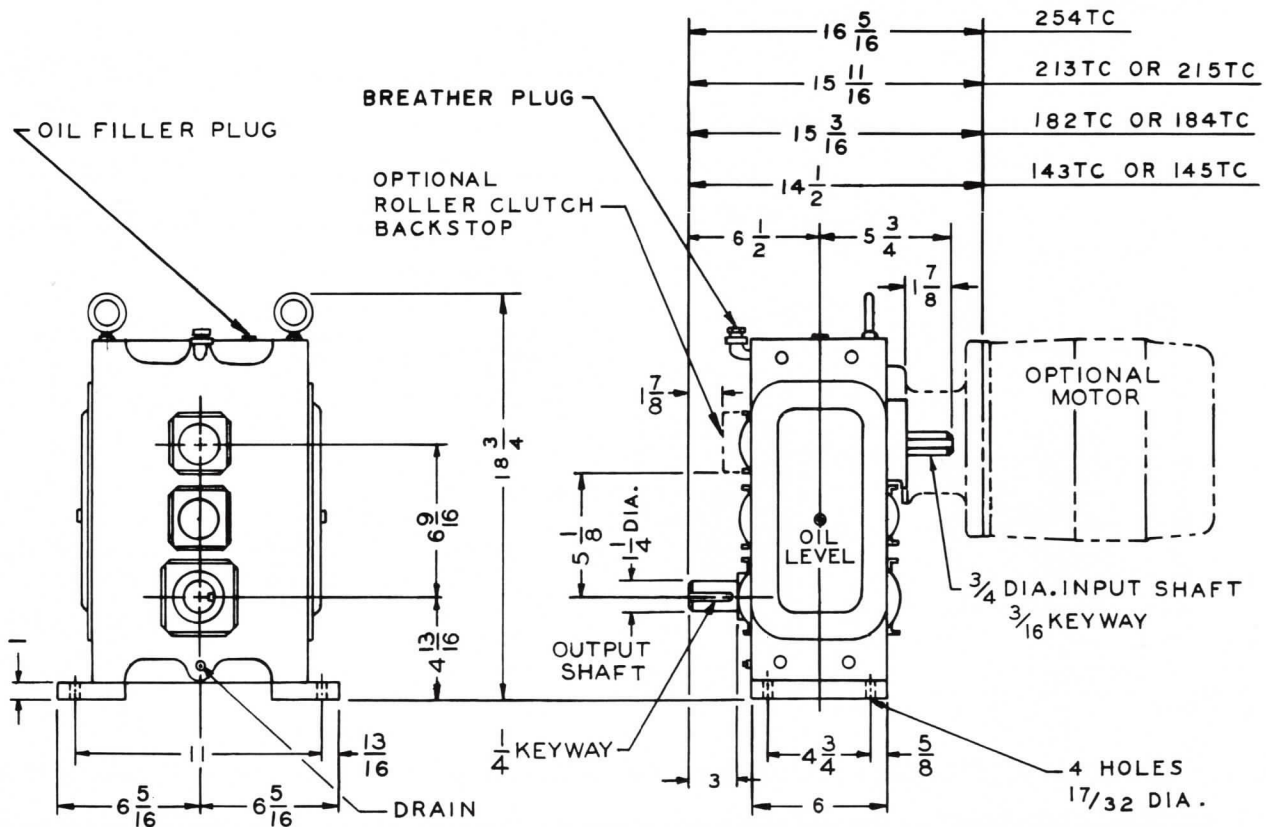 16 5/16
254TC
15 11/16
213TC OR 215TC
15 3/16
182TC OR 184TC
14 1/2
143TC OR 145TC
BREATHER PLUG
OIL FILLER PLUG
OPTIONAL
ROLLER CLUTCH
BACKSTOP
6 1/2
5 3/4
1 7/8
1 7/8
OPTIONAL
MOTOR
18 3/4
6 9/16
5 1/8
1 1/4 DIA.
OIL
LEVEL
3/4 DIA. INPUT SHAFT
3/16 KEYWAY
4 13/16
1
OUTPUT
SHAFT
11
13/16
1/4 KEYWAY
4 3/4
5/8
6 5/16
6 5/16
DRAIN
3
6
4 HOLES
17/32 DIA.